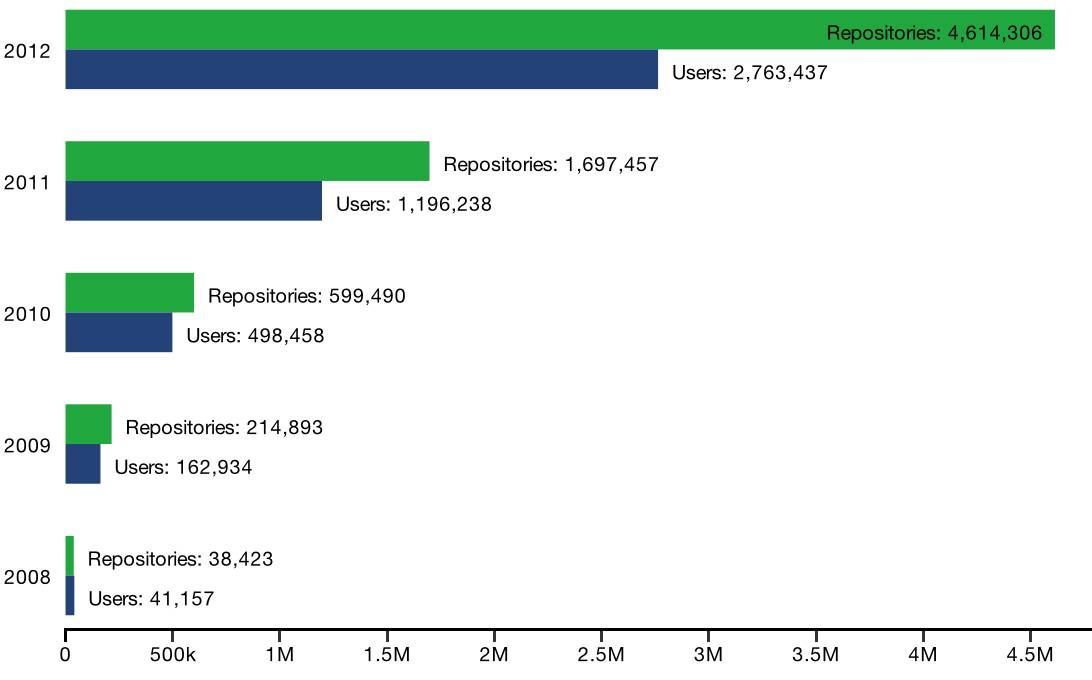 2012
Repositories: 4,614,306
Users: 2,763,437
2011
Repositories: 1,697,457
Users: 1,196,238
2010
Repositories: 599,490
Users: 498,458
2009
Repositories: 214,893
Users: 162,934
2008
Repositories: 38,423
Users: 41,157
0 500k 1M 1.5M 2M 2.5M 3M 3.5M 4M 4.5M